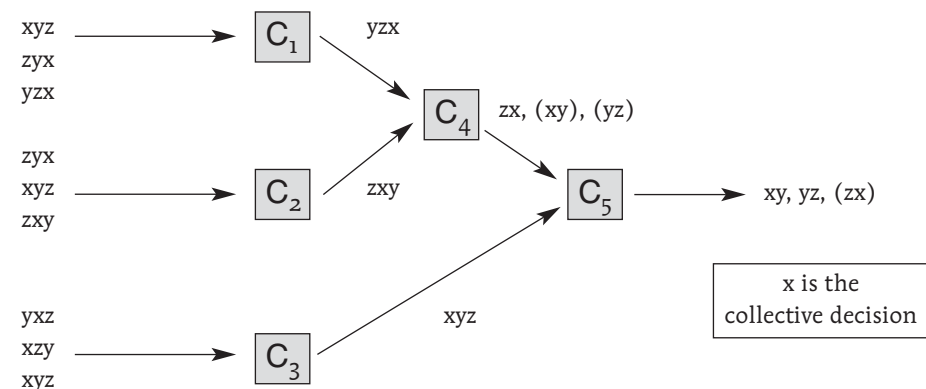 xyz
zyx
yzx
C1
yzx
C4
zx, (xy), (yz)
zyx
xyz
zxy
C2
zxy
C5
xy, yz, (zx)
x is the
collective decision
yxz
xzy
xyz
C3
xyz